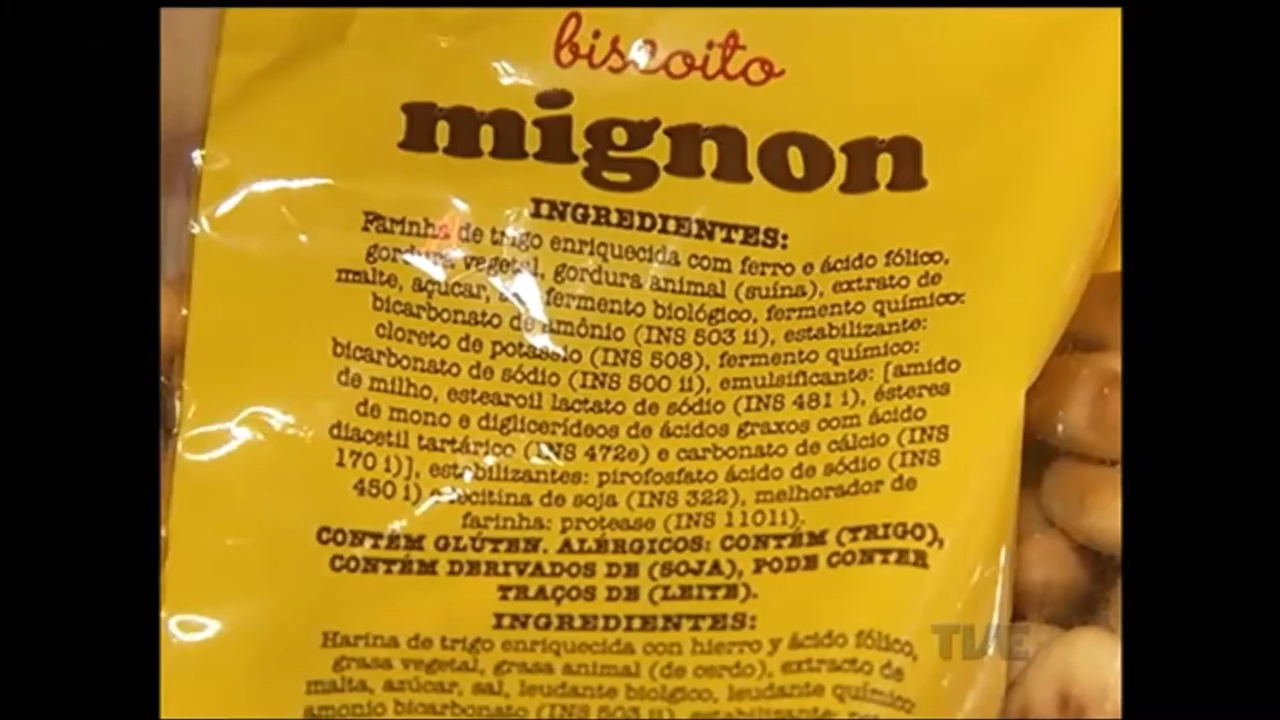 biscoito
mignon
INGREDIENTES:
Farinha de trigo enriquecida com ferro e ácido fólico,
gordura vegetal, gordura animal (suína), extrato de
malte, açúcar, fermento biológico, fermento químico:
bicarbonato de amônio (INS 503 ii), estabilizante:
cloreto de potássio (INS 508), fermento químico:
bicarbonato de sódio (INS 500 ii), emulsificante: [amido
de milho, estearoil lactato de sódio (INS 481 i), ésteres
de mono e diglicerídeos de ácidos graxos com ácido
diacetil tartárico (INS 472e) e carbonato de cálcio (INS
170 i)], estabilizantes: pirofosfato ácido de sódio (INS
450 i) lecitina de soja (INS 322), melhorador de
farinha: protease (INS 1101i).
CONTÉM GLÚTEN. ALÉRGICOS: CONTÉM (TRIGO),
CONTÉM DERIVADOS DE (SOJA), PODE CONTER
TRAÇOS DE (LEITE).
INGREDIENTES:
Harina de trigo enriquecida con hierro y ácido fólico,
grasa vegetal, grasa animal (de cerdo), extracto de
malta, azúcar, sal, leudante biológico, leudante químico
amonio bicarbonato (INS 503 ii), estabilizante:
TVE